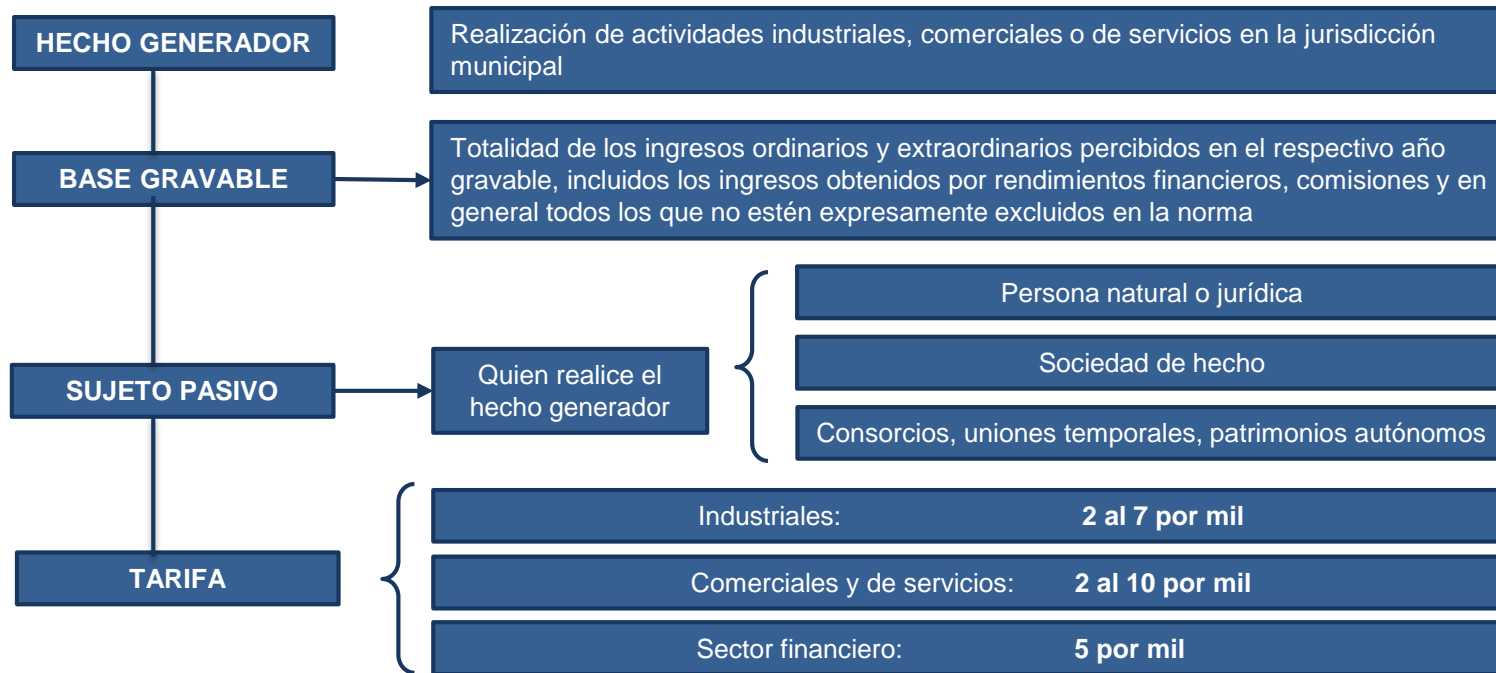 HECHO GENERADOR
Realización de actividades industriales, comerciales o de servicios en la jurisdicción
municipal
BASE GRAVABLE
Totalidad de los ingresos ordinarios y extraordinarios percibidos en el respectivo año
gravable, incluidos los ingresos obtenidos por rendimientos financieros, comisiones y en
general todos los que no estén expresamente excluidos en la norma
SUJETO PASIVO
Quien realice el
hecho generador
Persona natural o jurídica
Sociedad de hecho
Consorcios, uniones temporales, patrimonios autónomos
TARIFA
Industriales: 2 al 7 por mil
Comerciales y de servicios: 2 al 10 por mil
Sector financiero: 5 por mil